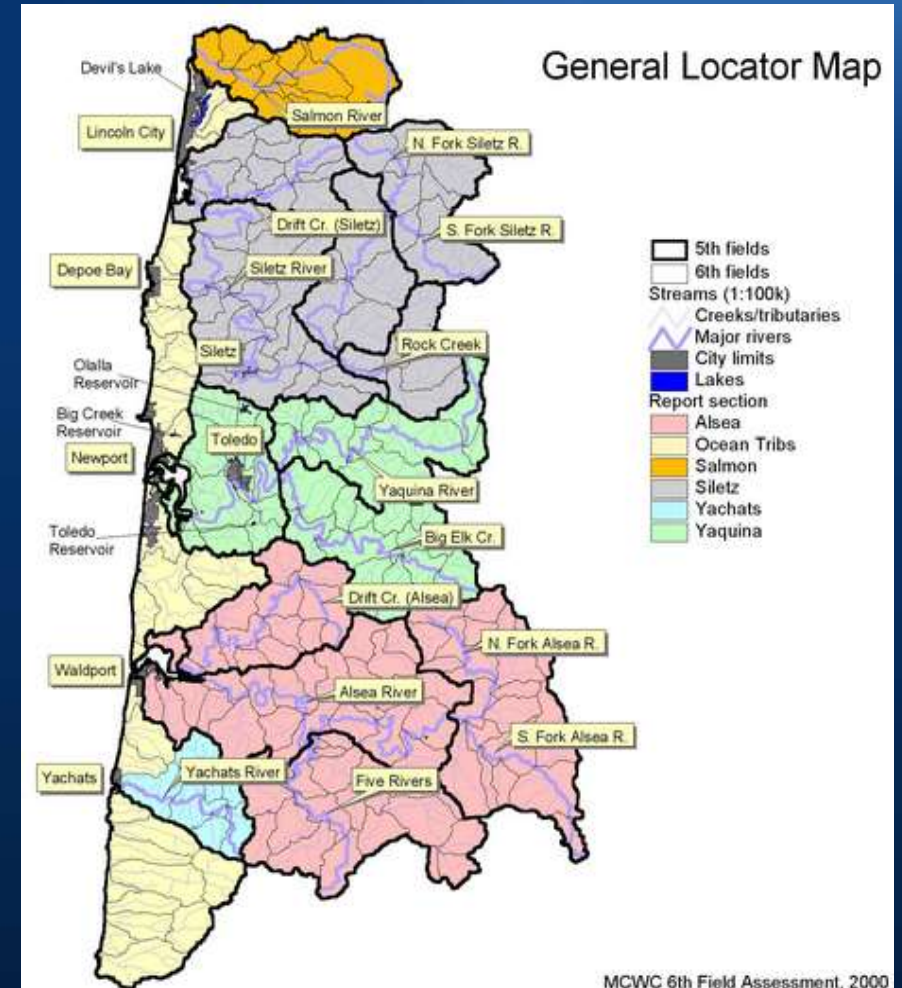 General Locator Map
Devil's Lake
Lincoln City
Salmon River
N. Fork Siletz R.
Drift Cr. (Siletz)
S. Fork Siletz R.
Depoe Bay
Siletz River
Siletz
Rock Creek
Olalla
Reservoir
Big Creek
Reservoir
Newport
Toledo
Yaquina River
Toledo
Reservoir
Big Elk Cr.
Drift Cr. (Alsea)
N. Fork Alsea R.
Waldport
Alsea River
S. Fork Alsea R.
Yachats
Yachats River
Five Rivers
5th fields
6th fields
Streams (1:100k)
Creeks/tributaries
Major rivers
City limits
Lakes
Report section
Alsea
Ocean Tribs
Salmon
Siletz
Yachats
Yaquina
MCWC 6th Field Assessment, 2000